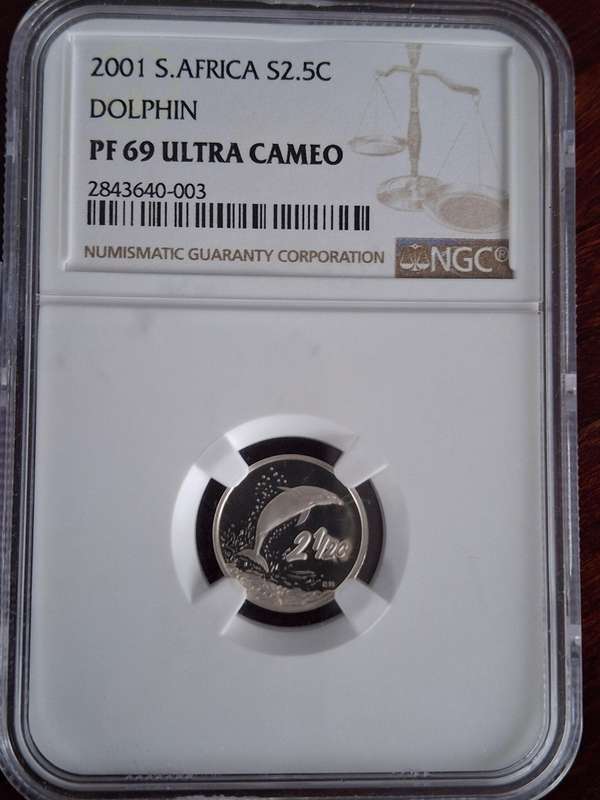 2001 S.AFRICA S2.5C
DOLPHIN
PF 69 ULTRA CAMEO
2843640-003
NUMISMATIC GUARANTY CORPORATION
NGC®
2½c